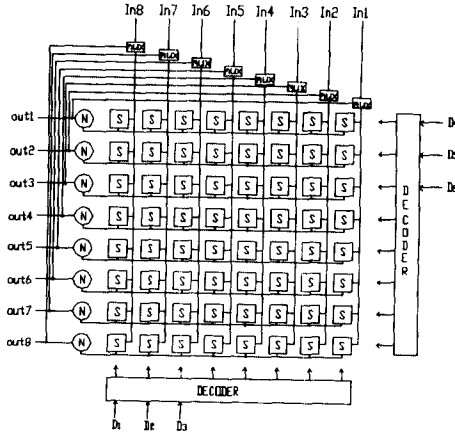 In8 In7 In6 In5 In4 In3 In2 In1
MUX
MUX
MUX
MUX
MUX
MUX
MUX
MUX
out1 N S S S S S S S S
out2 N S S S S S S S S
out3 N S S S S S S S S
out4 N S S S S S S S S
out5 N S S S S S S S S
out6 N S S S S S S S S
out7 N S S S S S S S S
out8 N S S S S S S S S
DECODER
DECODER
D1 D2 D3